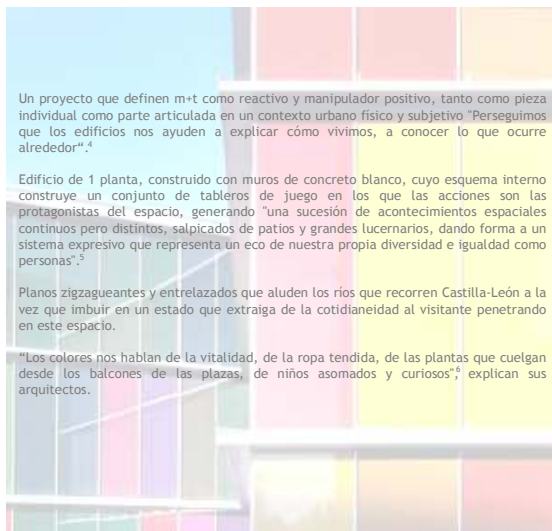 Un proyecto que definen m+t como reactivo y manipulador positivo, tanto como pieza
individual como parte articulada en un contexto urbano físico y subjetivo "Perseguimos
que los edificios nos ayuden a explicar cómo vivimos, a conocer lo que ocurre
alrededor“.⁴
Edificio de 1 planta, construido con muros de concreto blanco, cuyo esquema interno
construye un conjunto de tableros de juego en los que las acciones son las
protagonistas del espacio, generando "una sucesión de acontecimientos espaciales
continuos pero distintos, salpicados de patios y grandes lucernarios, dando forma a un
sistema expresivo que representa un eco de nuestra propia diversidad e igualdad como
personas".⁵
Planos zigzagueantes y entrelazados que aluden los ríos que recorren Castilla-León a la
vez que imbuir en un estado que extraiga de la cotidianeidad al visitante penetrando
en este espacio.
“Los colores nos hablan de la vitalidad, de la ropa tendida, de las plantas que cuelgan
desde los balcones de las plazas, de niños asomados y curiosos",⁶ explican sus
arquitectos.